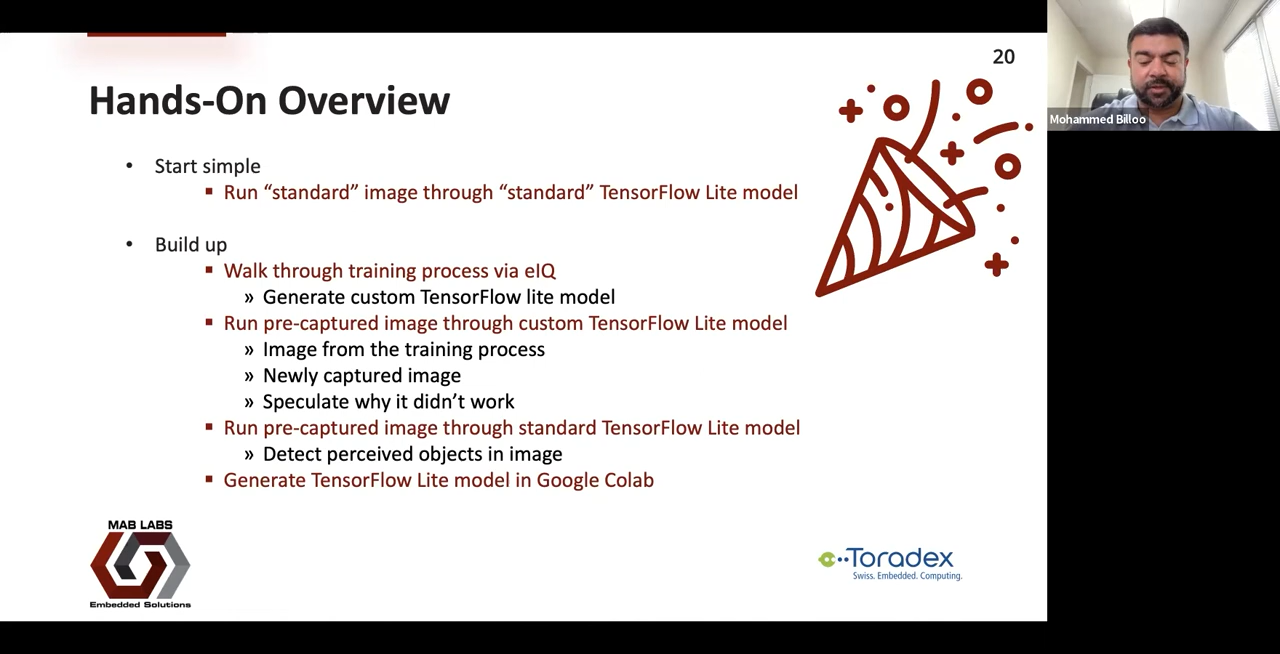 20
Hands-On Overview
• Start simple
▪ Run “standard” image through “standard” TensorFlow Lite model
• Build up
▪ Walk through training process via eIQ
» Generate custom TensorFlow lite model
▪ Run pre-captured image through custom TensorFlow Lite model
» Image from the training process
» Newly captured image
» Speculate why it didn’t work
▪ Run pre-captured image through standard TensorFlow Lite model
» Detect perceived objects in image
▪ Generate TensorFlow Lite model in Google Colab
MAB LABS
Embedded Solutions
Toradex
Swiss. Embedded. Computing.
Mohammed Billoo